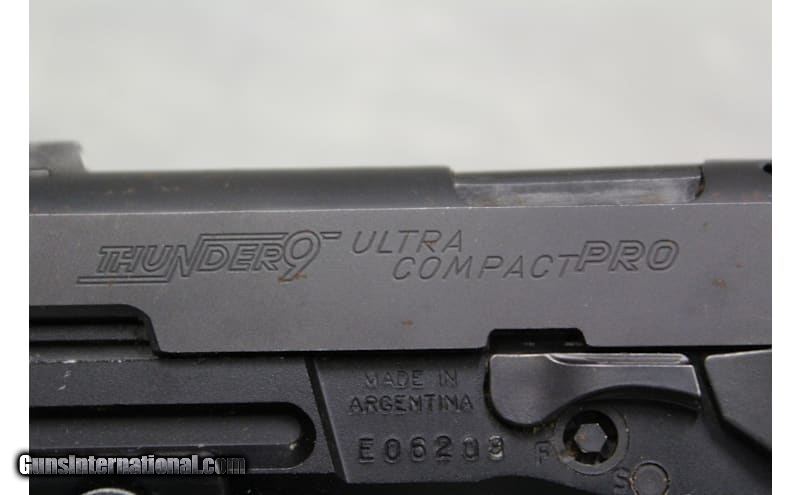 THUNDER9 ULTRA
COMPACT PRO
MADE IN
ARGENTINA
E06208 F
S
GunsInternational.com